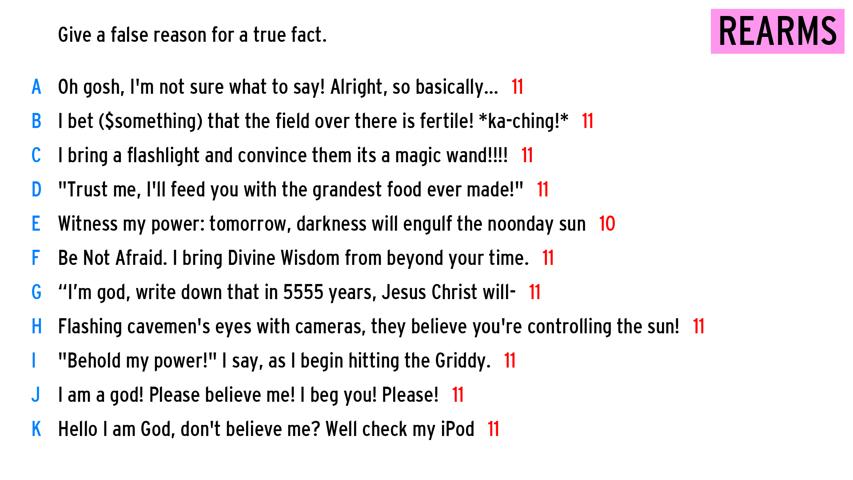 Give a false reason for a true fact.
REARMS
A Oh gosh, I'm not sure what to say! Alright, so basically... 11
B I bet ($something) that the field over there is fertile! *ka-ching!* 11
C I bring a flashlight and convince them its a magic wand!!!! 11
D "Trust me, I'll feed you with the grandest food ever made!" 11
E Witness my power: tomorrow, darkness will engulf the noonday sun 10
F Be Not Afraid. I bring Divine Wisdom from beyond your time. 11
G “I’m god, write down that in 5555 years, Jesus Christ will- 11
H Flashing cavemen's eyes with cameras, they believe you're controlling the sun! 11
I "Behold my power!" I say, as I begin hitting the Griddy. 11
J I am a god! Please believe me! I beg you! Please! 11
K Hello I am God, don't believe me? Well check my iPod 11